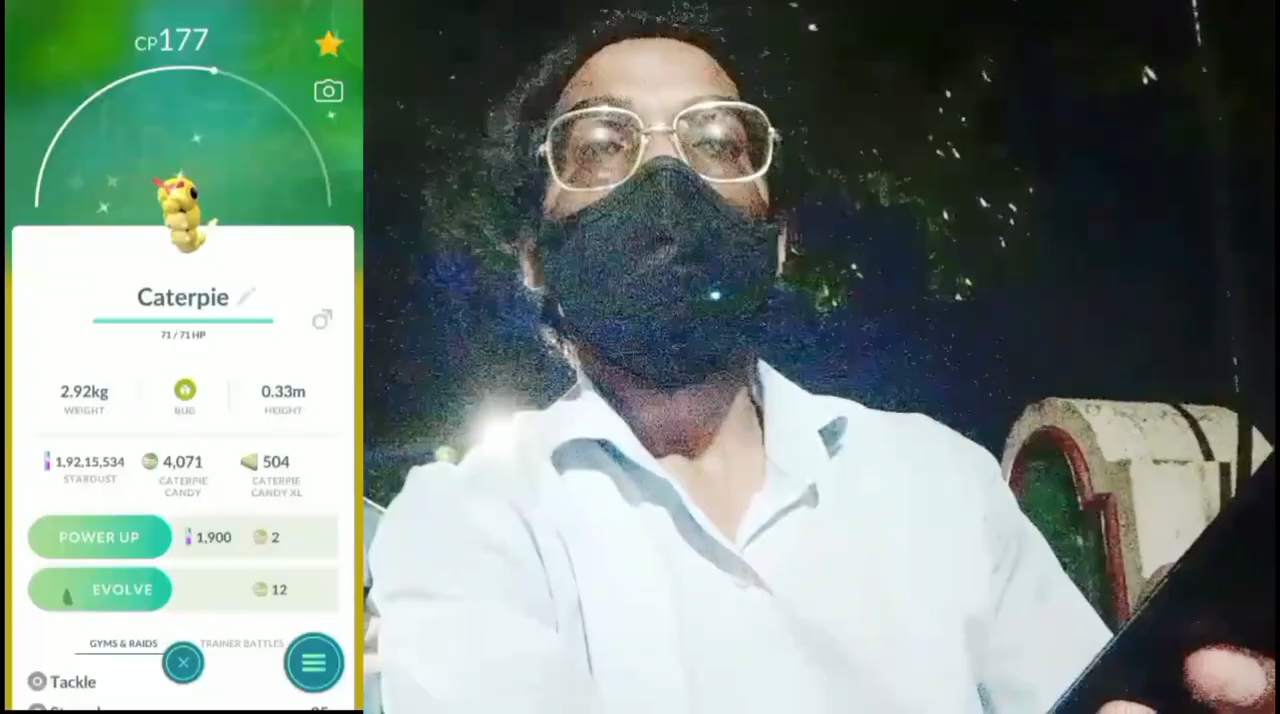 CP177
Caterpie
71 / 71 HP
2.92kg
WEIGHT
BUG
0.33m
HEIGHT
1,92,15,534
STARDUST
4,071
CATERPIE
CANDY
504
CATERPIE
CANDY XL
POWER UP 1,900 2
EVOLVE 12
GYMS & RAIDS TRAINER BATTLES
Tackle